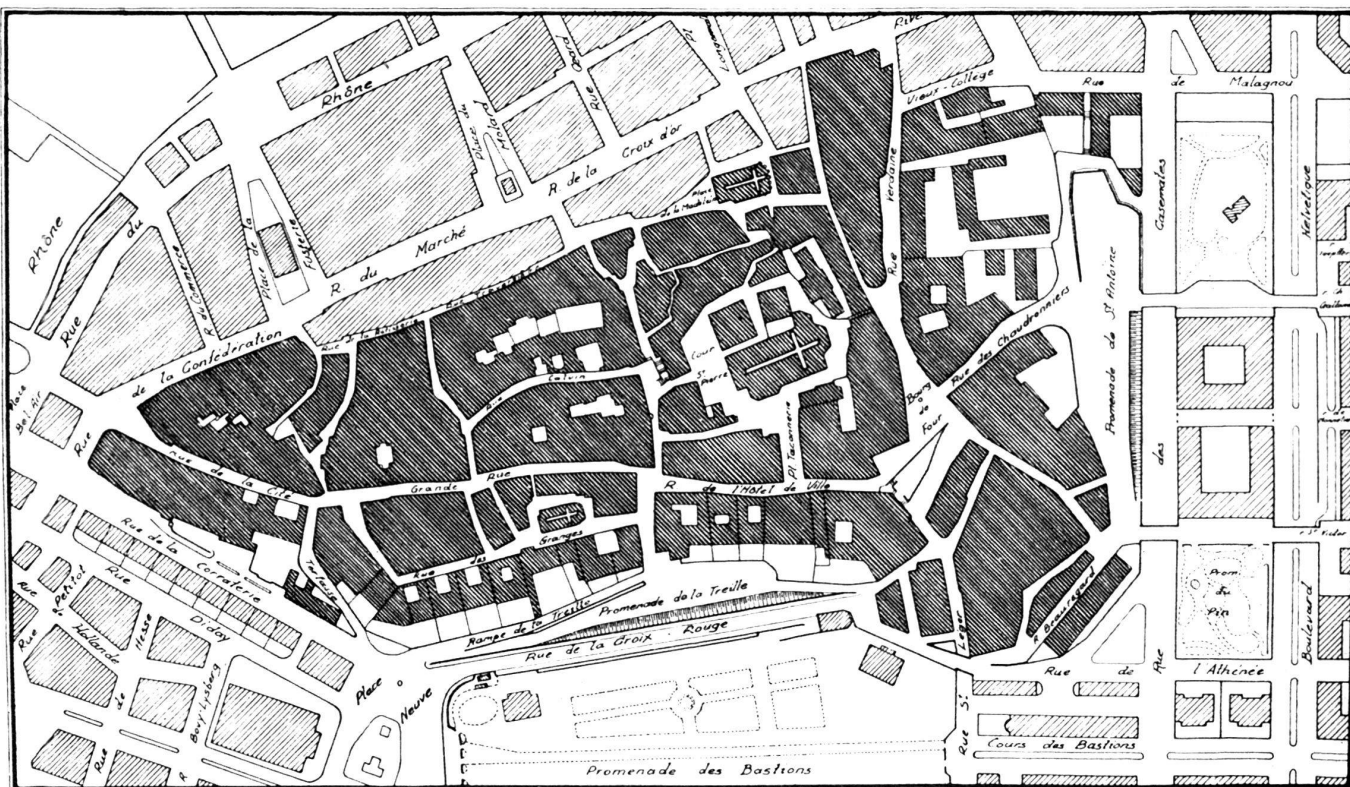 Rhône
Rue du Rhône
R. du Commerce
Place de la Fusterie
Place du Molard
Rue
Rive
Vieux-Collège
Rue de Malagnou
R. du Marché
R. de la Croix d'or
Place de la Madeleine
Rue Verdaine
Rue des Casemates
Boulevard Helvétique
Promenade de St Antoine
Rue des Chaudronniers
Bourg de Four
Place Bel Air
Rue de la Confédération
Rue Calvin
Cour St Pierre
Pl. Taconnerie
Rue de la Cité
Grande Rue
R. de l'Hôtel de Ville
Rue des Granges
Tertasse
Rue de la Corraterie
Rue Petitot
Rue Diday
Hesse
Rue de Hollande
Bovy Lysberg
Rampe de la Treille
Promenade de la Treille
Rue de la Croix-Rouge
Place Neuve
Rue St Léger
R. Beauregard
Prom. du Pin
Rue de l'Athénée
Cours des Bastions
Promenade des Bastions